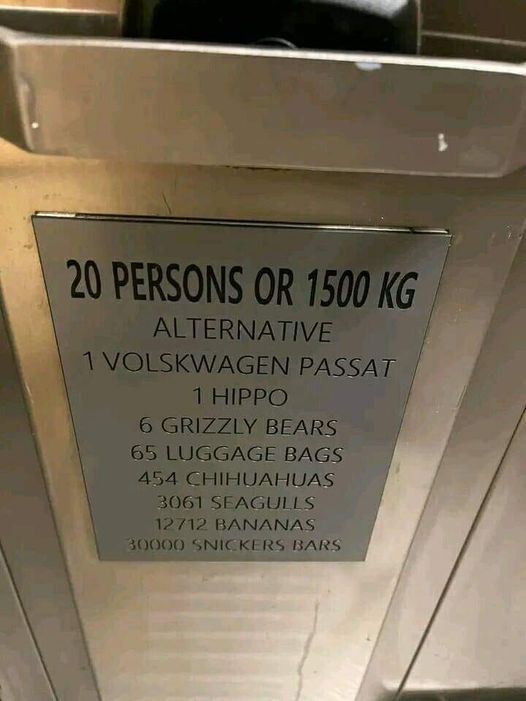 20 PERSONS OR 1500 KG
ALTERNATIVE
1 VOLSKWAGEN PASSAT
1 HIPPO
6 GRIZZLY BEARS
65 LUGGAGE BAGS
454 CHIHUAHUAS
3061 SEAGULLS
12712 BANANAS
30000 SNICKERS BARS